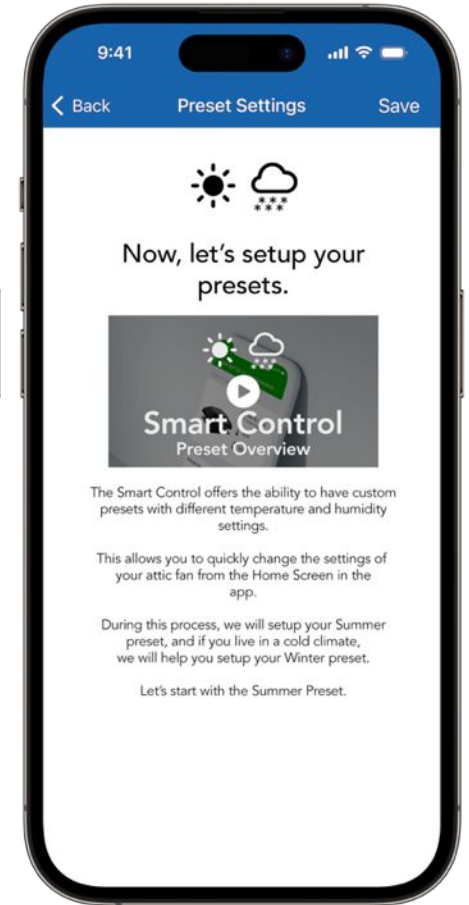 9:41
Back Preset Settings Save
Now, let's setup your
presets.
Smart Control
Preset Overview
The Smart Control offers the ability to have custom
presets with different temperature and humidity
settings.
This allows you to quickly change the settings of
your attic fan from the Home Screen in the
app.
During this process, we will setup your Summer
preset, and if you live in a cold climate,
we will help you setup your Winter preset.
Let's start with the Summer Preset.